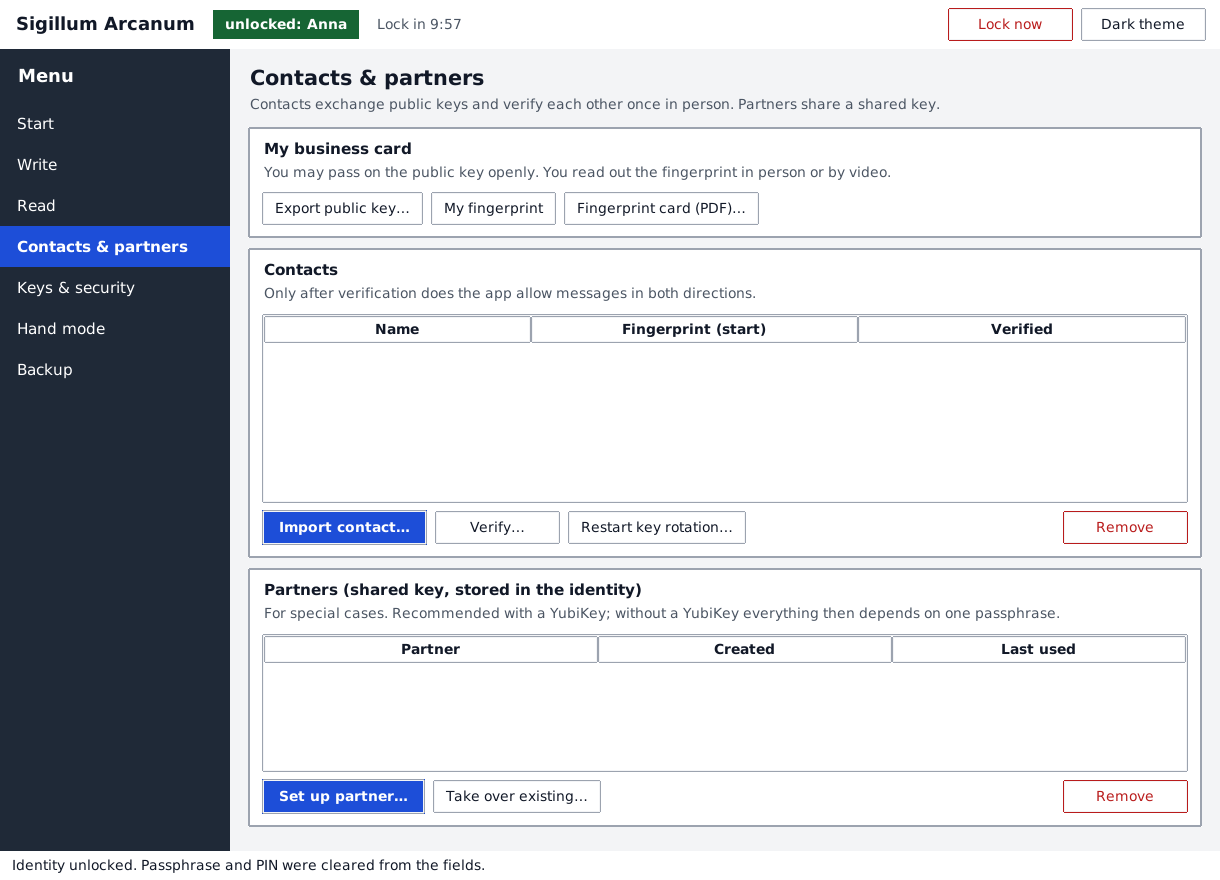 Sigillum Arcanum
unlocked: Anna
Lock in 9:57
Lock now
Dark theme
Menu
Start
Write
Read
Contacts & partners
Keys & security
Hand mode
Backup
Contacts & partners
Contacts exchange public keys and verify each other once in person. Partners share a shared key.
My business card
You may pass on the public key openly. You read out the fingerprint in person or by video.
Export public key…
My fingerprint
Fingerprint card (PDF)…
Contacts
Only after verification does the app allow messages in both directions.
Name
Fingerprint (start)
Verified
Import contact…
Verify…
Restart key rotation…
Remove
Partners (shared key, stored in the identity)
For special cases. Recommended with a YubiKey; without a YubiKey everything then depends on one passphrase.
Partner
Created
Last used
Set up partner…
Take over existing…
Remove
Identity unlocked. Passphrase and PIN were cleared from the fields.